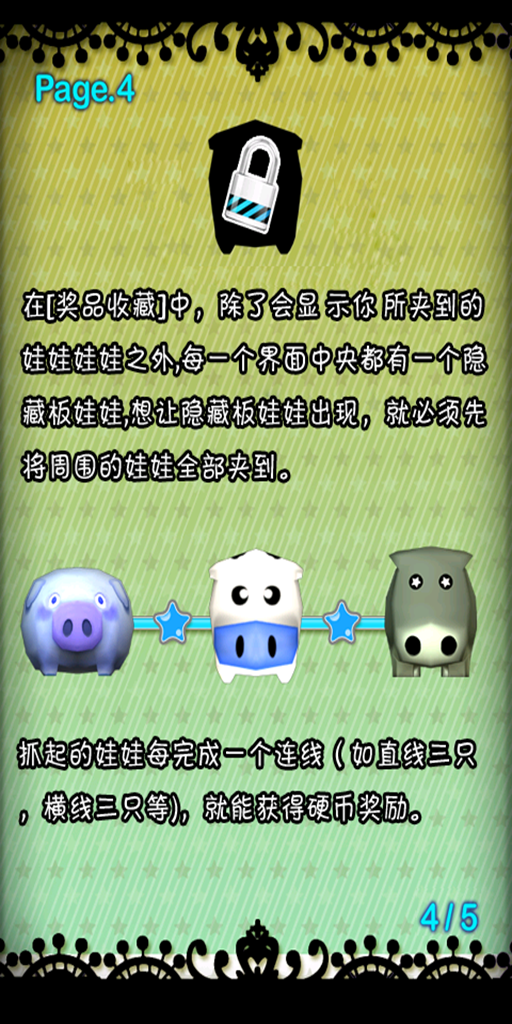 Page.4
在[奖品收藏]中，除了会显示你所夹到的
娃娃娃娃之外,每一个界面中央都有一个隐
藏板娃娃,想让隐藏板娃娃出现，就必须先
将周围的娃娃全部夹到。
抓起的娃娃每完成一个连线（如直线三只
，横线三只等)，就能获得硬币奖励。
4/5